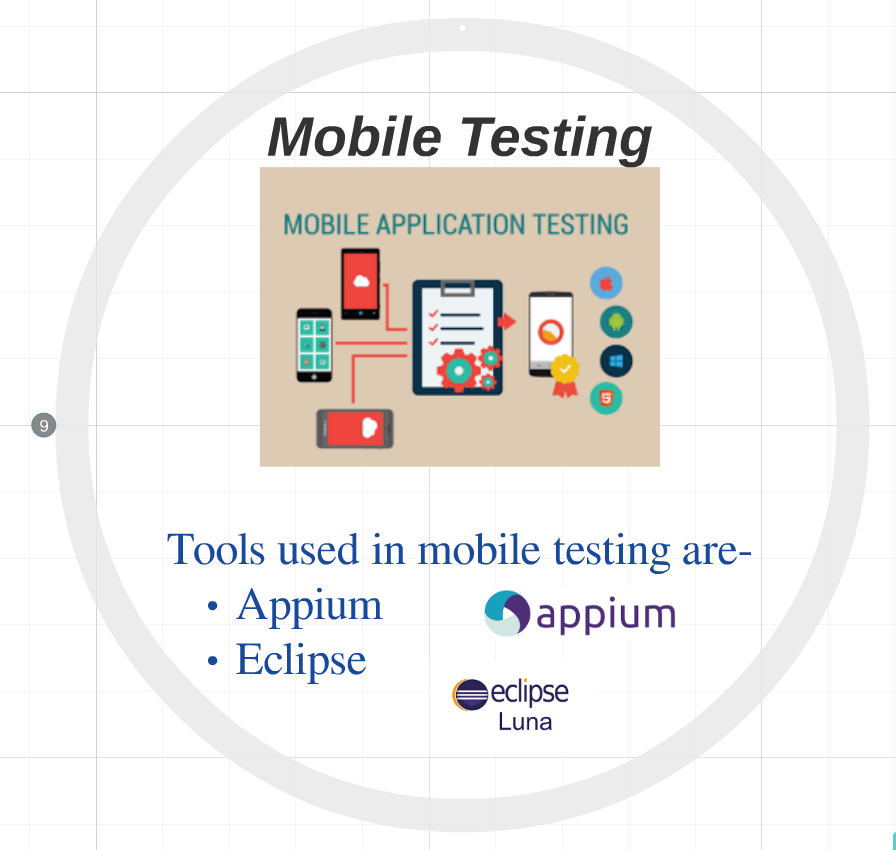 Mobile Testing
MOBILE APPLICATION TESTING
9
Tools used in mobile testing are-
• Appium
appium
• Eclipse
eclipse
Luna